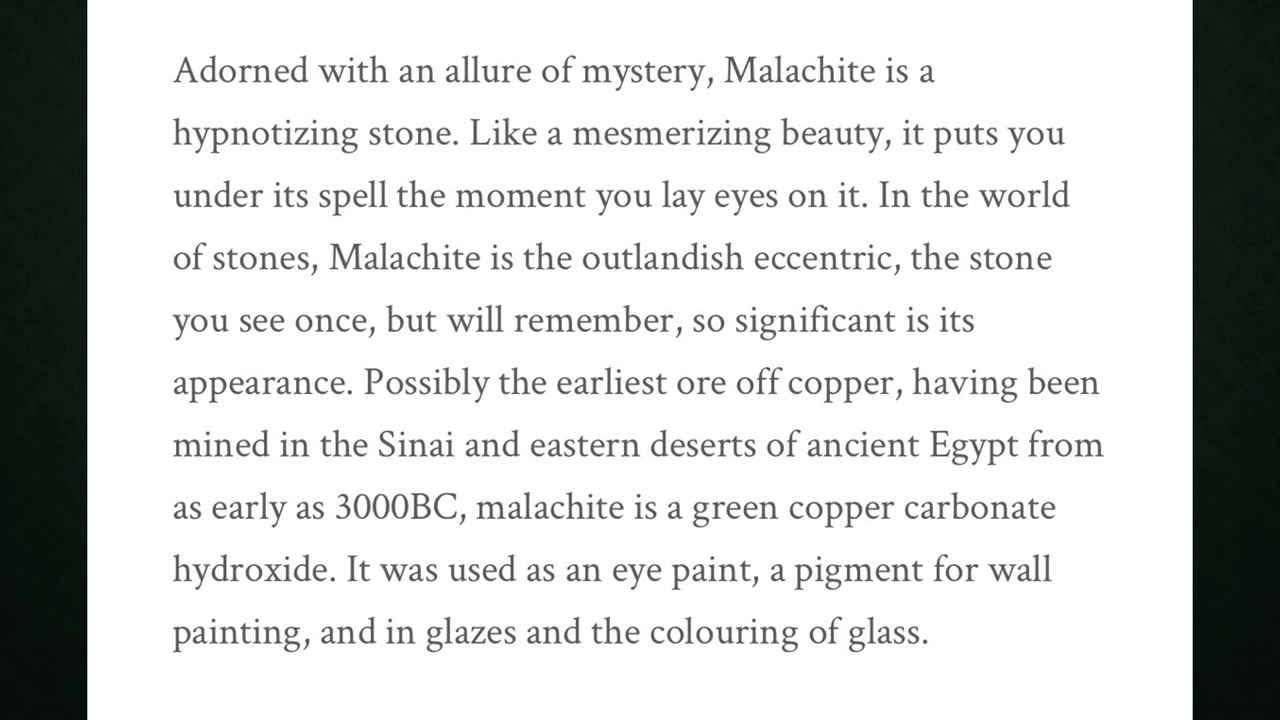 Adorned with an allure of mystery, Malachite is a
hypnotizing stone. Like a mesmerizing beauty, it puts you
under its spell the moment you lay eyes on it. In the world
of stones, Malachite is the outlandish eccentric, the stone
you see once, but will remember, so significant is its
appearance. Possibly the earliest ore off copper, having been
mined in the Sinai and eastern deserts of ancient Egypt from
as early as 3000BC, malachite is a green copper carbonate
hydroxide. It was used as an eye paint, a pigment for wall
painting, and in glazes and the colouring of glass.